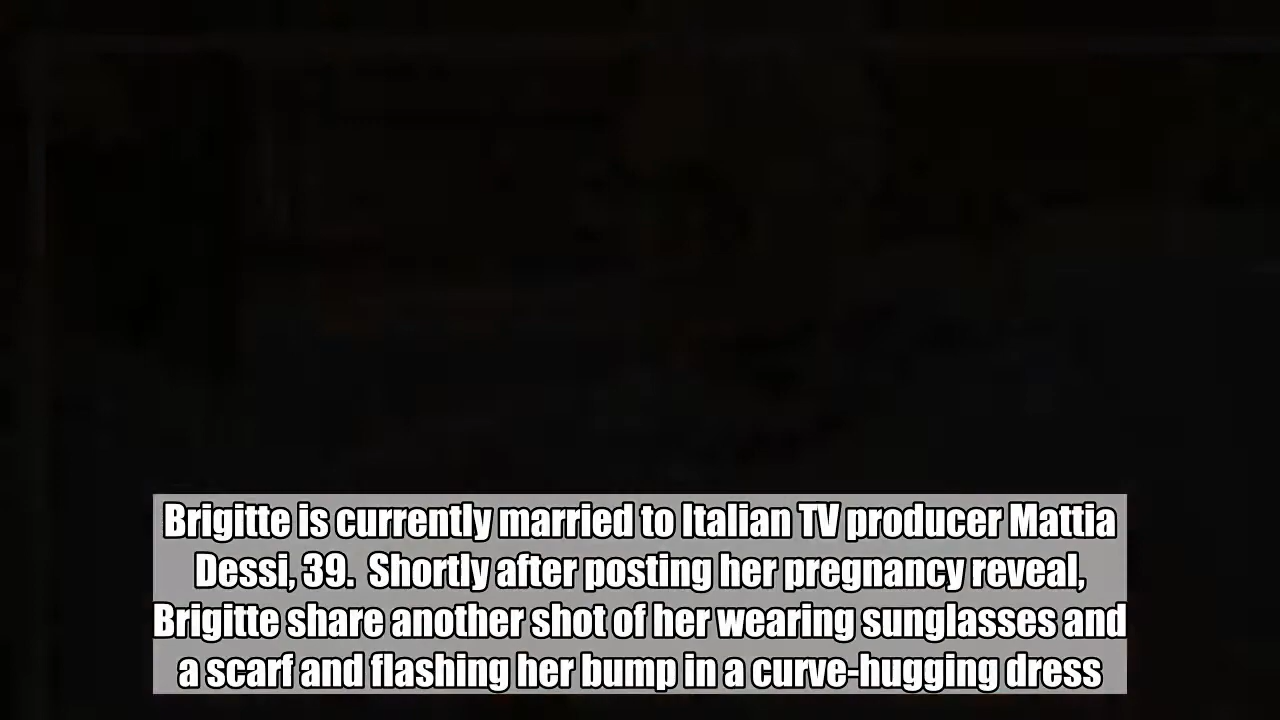 Brigitte is currently married to Italian TV producer Mattia
Dessi, 39.  Shortly after posting her pregnancy reveal,
Brigitte share another shot of her wearing sunglasses and
a scarf and flashing her bump in a curve-hugging dress